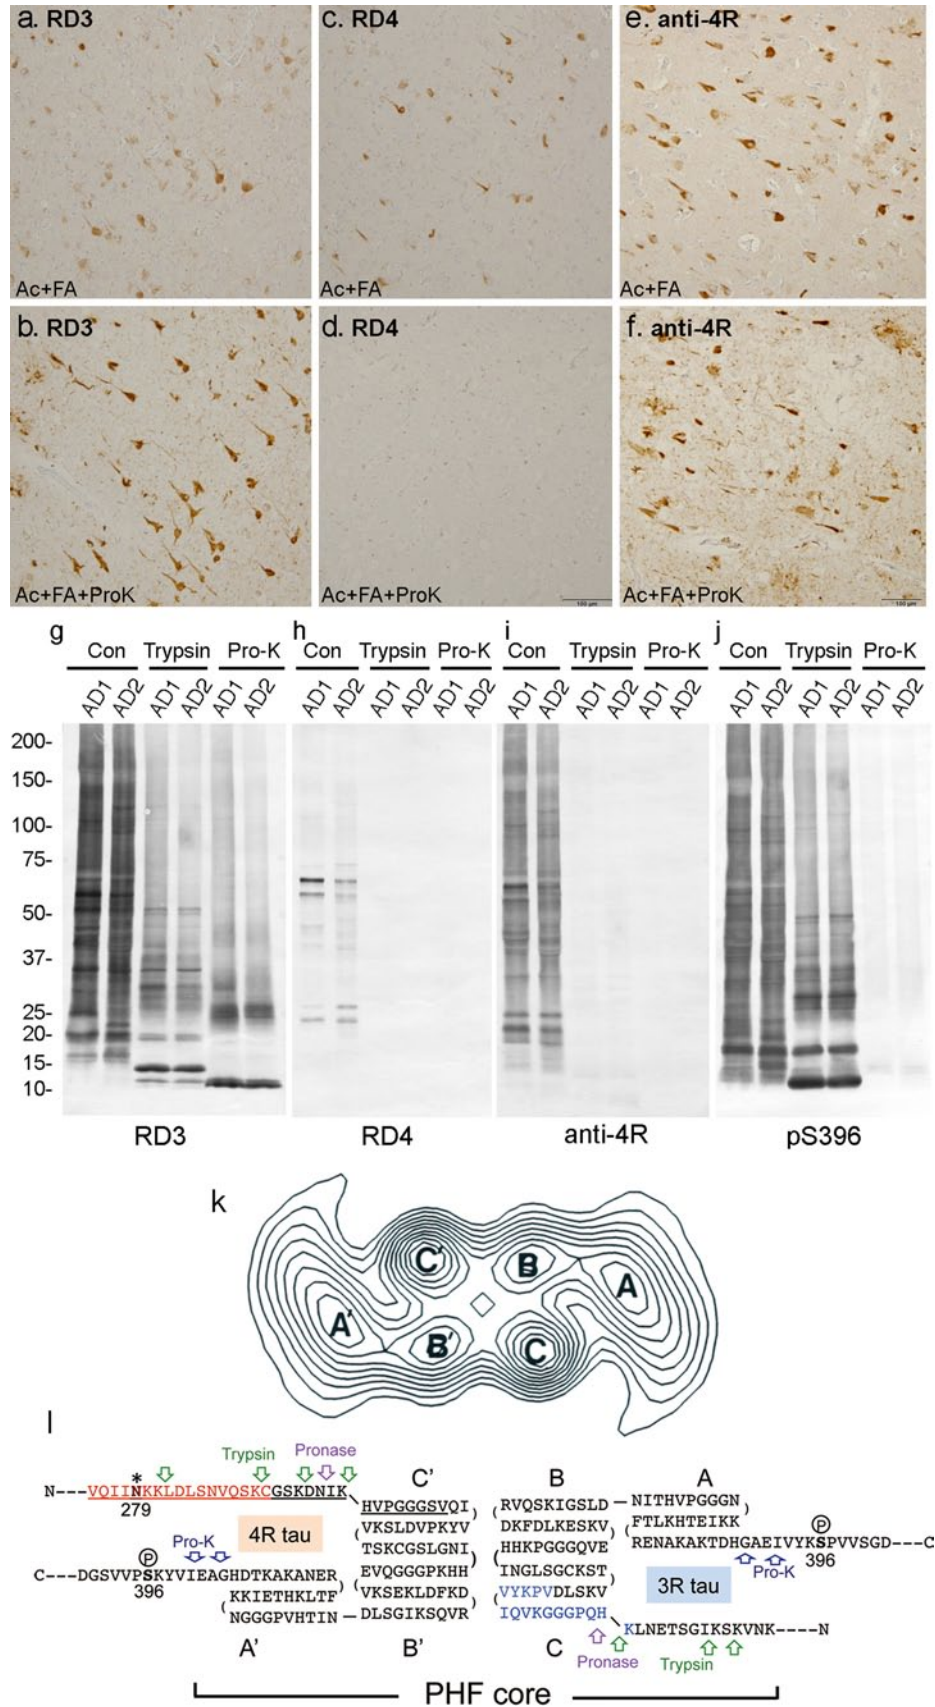 a. RD3
c. RD4
e. anti-4R
Ac+FA
Ac+FA
Ac+FA
b. RD3
d. RD4
f. anti-4R
Ac+FA+ProK
Ac+FA+ProK
100 µm
Ac+FA+ProK
100 µm
g
h
i
j
Con Trypsin Pro-K
Con Trypsin Pro-K
Con Trypsin Pro-K
Con Trypsin Pro-K
AD1 AD2 AD1 AD2 AD1 AD2
AD1 AD2 AD1 AD2 AD1 AD2
AD1 AD2 AD1 AD2 AD1 AD2
AD1 AD2 AD1 AD2 AD1 AD2
200-
150-
100-
75-
50-
37-
25-
20-
15-
10-
RD3
RD4
anti-4R
pS396
k
C'
B
A
A'
B'
C
l
Trypsin
Pronase
*
N---VQIINKKLDLSNVQSKCGSKDNIK
279
C'
HVPGGGSVQI
VKSLDVPKYV
TSKCGSLGNI
EVQGGGPKHH
VKSEKLDFKD
DLSGIKSQVR
B'
Pro-K
4R tau
P
C---DGSVVPSKYVIEAGHDTKAKANER
396
KKIETHKLTF
NGGGPVHTIN
A'
B
RVQSKIGSLD
DKFDLKESKV
HHKPGGGQVE
INGLSGCKST
VYKPVDLSKV
IQVKGGGPQH
C
A
NITHVPGGGN
FTLKHTEIKK
P
RENAKAKTDHGAEIVYKSPVVSGD---C
396
Pro-K
3R tau
KLNETSGIKSKVNK----N
Pronase
Trypsin
PHF core